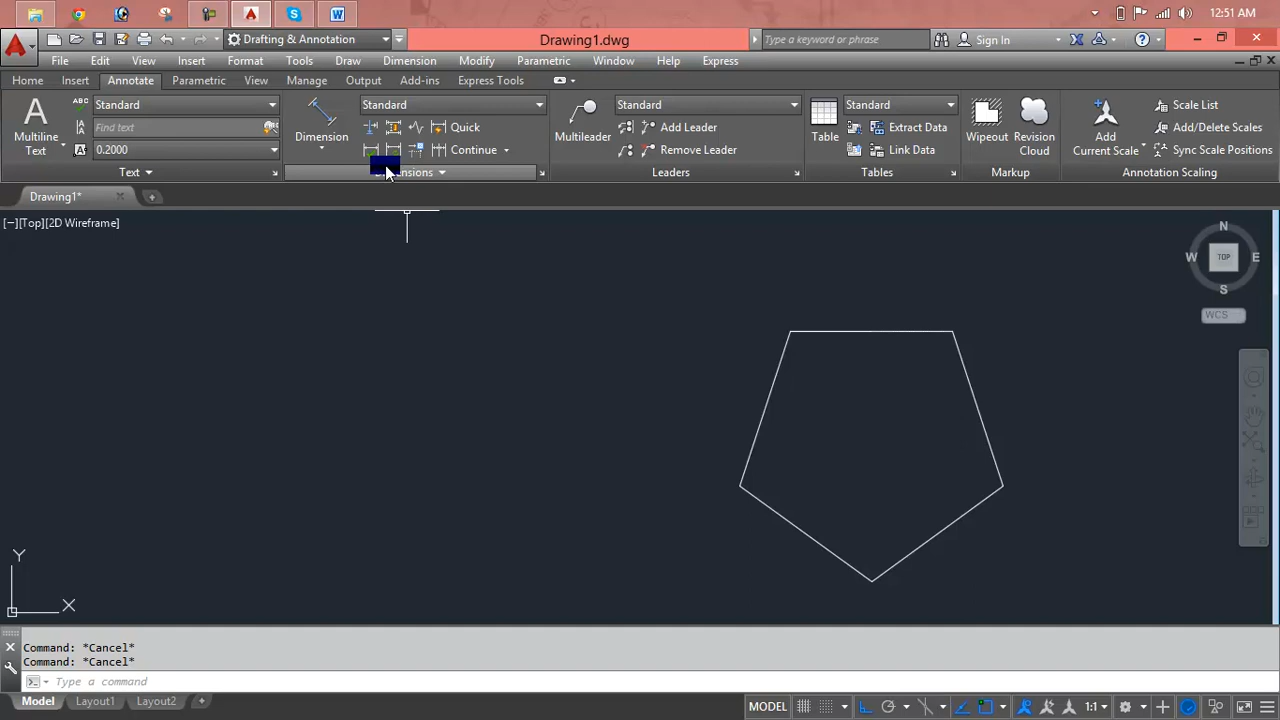 12:51 AM
Drafting & Annotation
Drawing1.dwg
Type a keyword or phrase
Sign In
File Edit View Insert Format Tools Draw Dimension Modify Parametric Window Help Express
Home Insert Annotate Parametric View Manage Output Add-ins Express Tools
A
Multiline
Text
ABC
Standard
Find text
0.2000
Text
Dimension
Standard
Quick
Continue
Multileader
Standard
Add Leader
Remove Leader
Leaders
Table
Standard
Extract Data
Link Data
Tables
Wipeout
Revision
Cloud
Markup
Add
Current Scale
Scale List
Add/Delete Scales
Sync Scale Positions
Annotation Scaling
Drawing1*
[−][Top][2D Wireframe]
N
W
TOP
E
S
WCS
Y
X
Command: *Cancel*
Command: *Cancel*
Type a command
Model Layout1 Layout2 +
MODEL
1:1